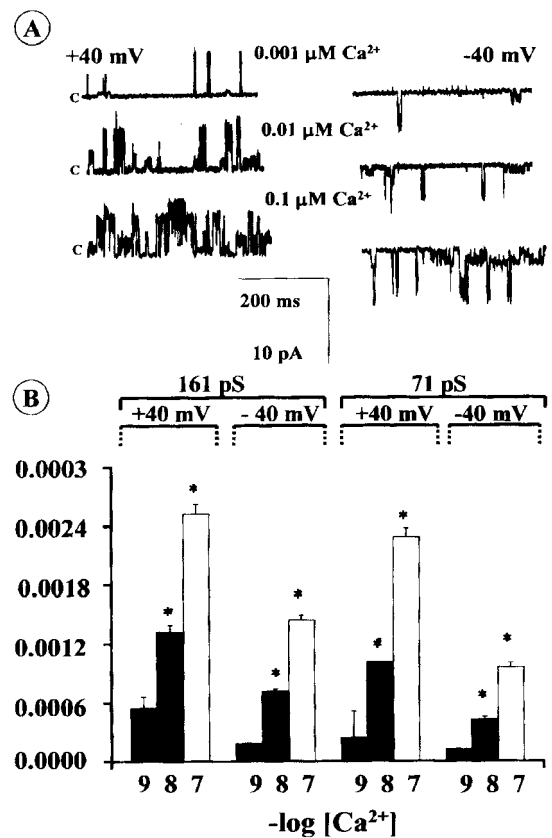 A
+40 mV 0.001 µM Ca2+ -40 mV
c
0.01 µM Ca2+
c
0.1 µM Ca2+
c
200 ms
10 pA
B
161 pS 71 pS
+40 mV - 40 mV +40 mV -40 mV
0.0003
0.0024
0.0018
0.0012
0.0006
0.0000
* * * * * * * *
9 8 7 9 8 7 9 8 7 9 8 7
-log [Ca2+]